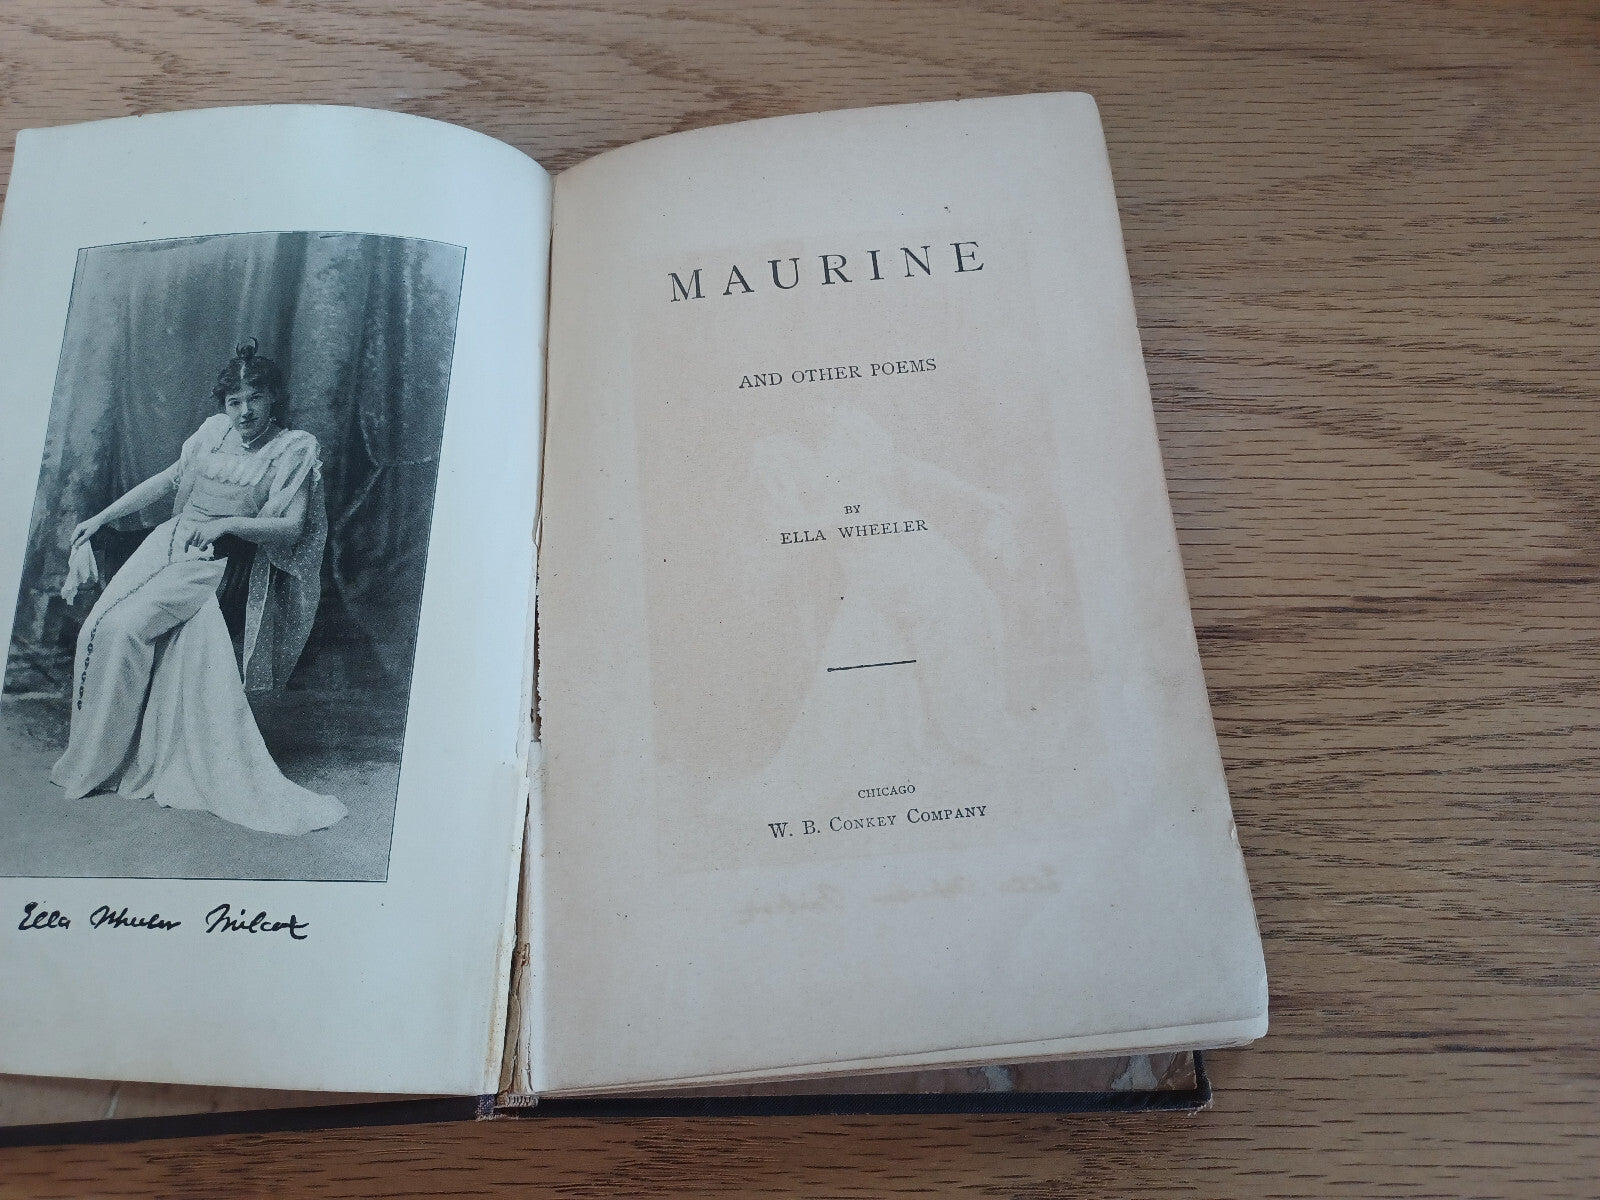 Ella Wheeler Wilcox
MAURINE
AND OTHER POEMS
BY
ELLA WHEELER
CHICAGO
W. B. CONKEY COMPANY